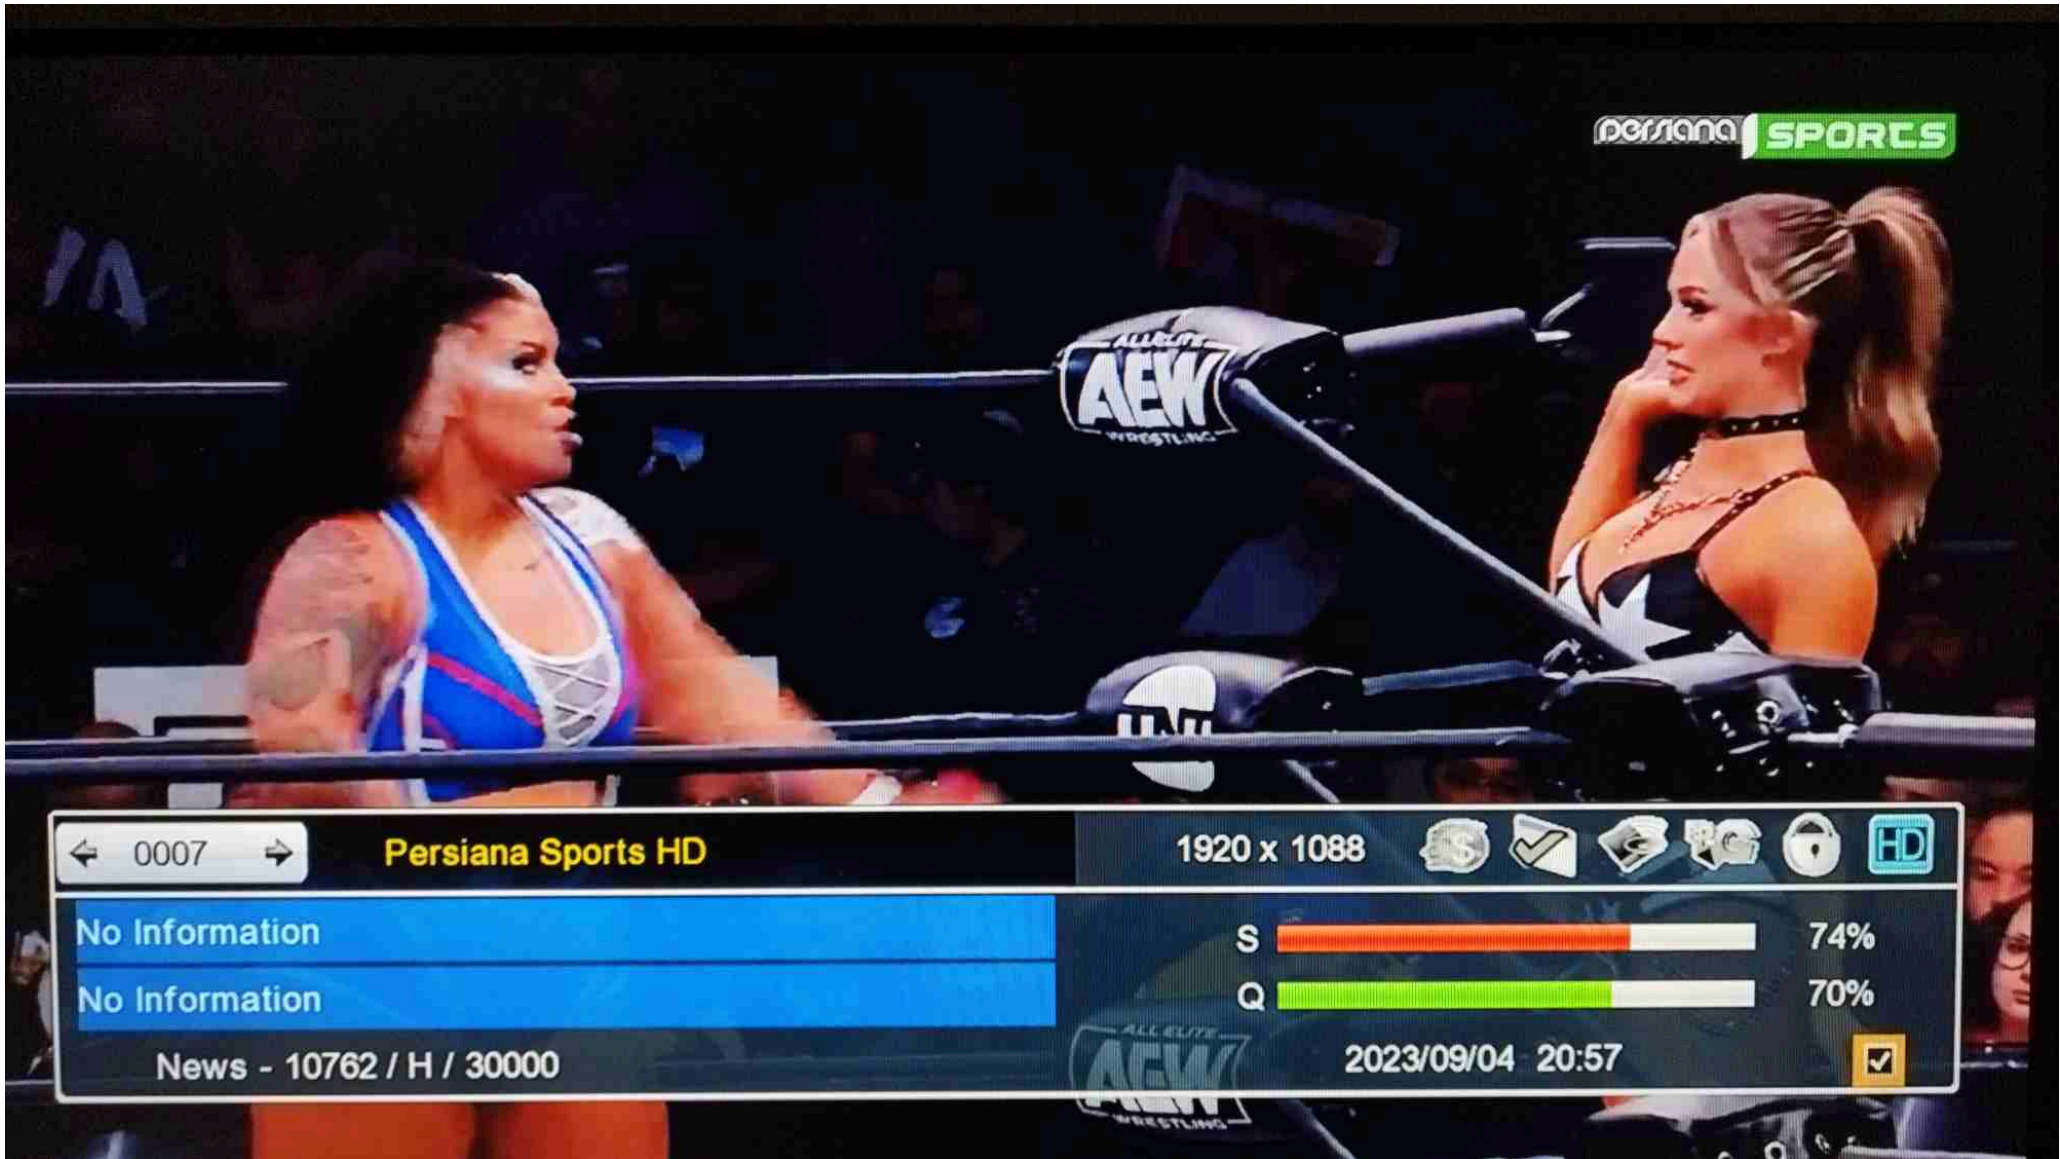 persiana SPORTS
ALL ELITE
AEW
WRESTLING
0007
Persiana Sports HD
1920 x 1088
HD
No Information
S
74%
No Information
Q
70%
News - 10762 / H / 30000
2023/09/04 20:57
ALL ELITE
AEW
WRESTLING